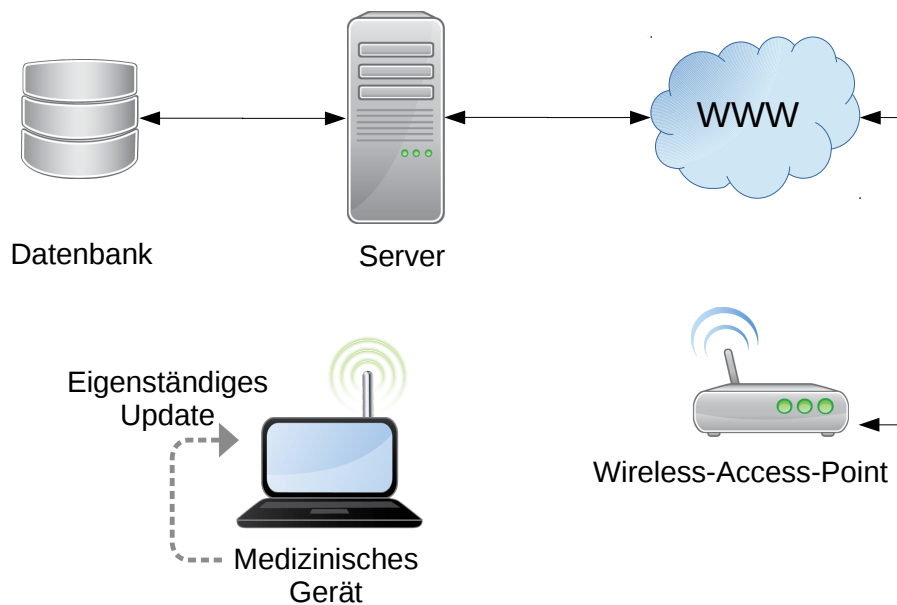 WWW
Datenbank
Server
Eigenständiges
Update
Wireless-Access-Point
Medizinisches
Gerät